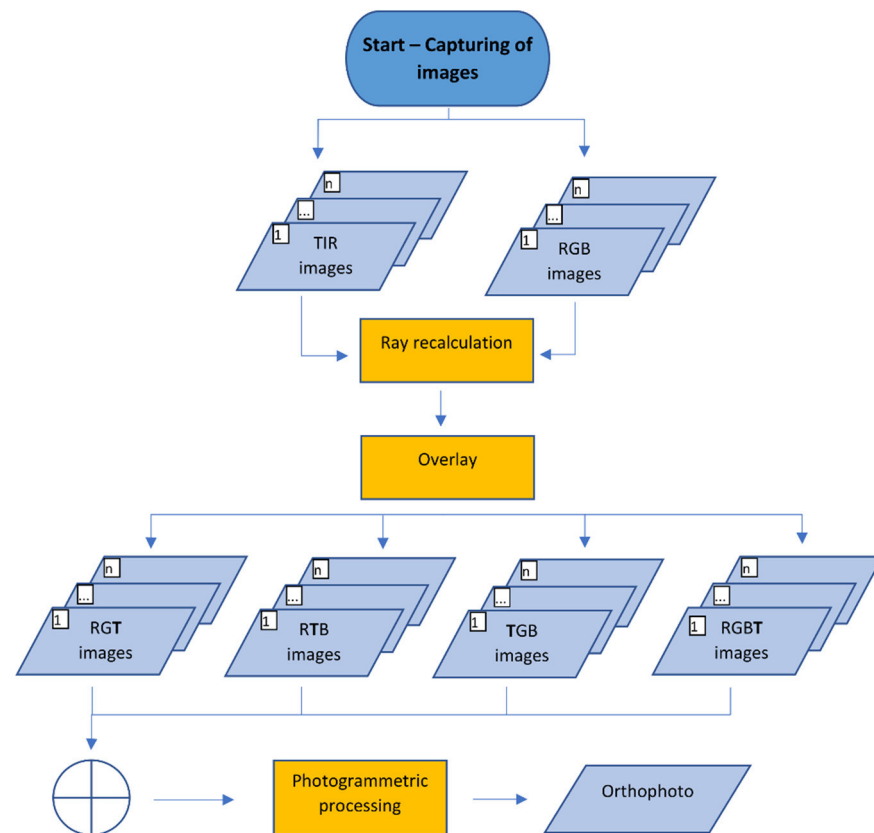 Start – Capturing of
images
n
...
1
TIR
images
n
...
1
RGB
images
Ray recalculation
Overlay
n
...
1
RGT
images
n
...
1
RTB
images
n
...
1
TGB
images
n
...
1
RGBT
images
Photogrammetric
processing
Orthophoto